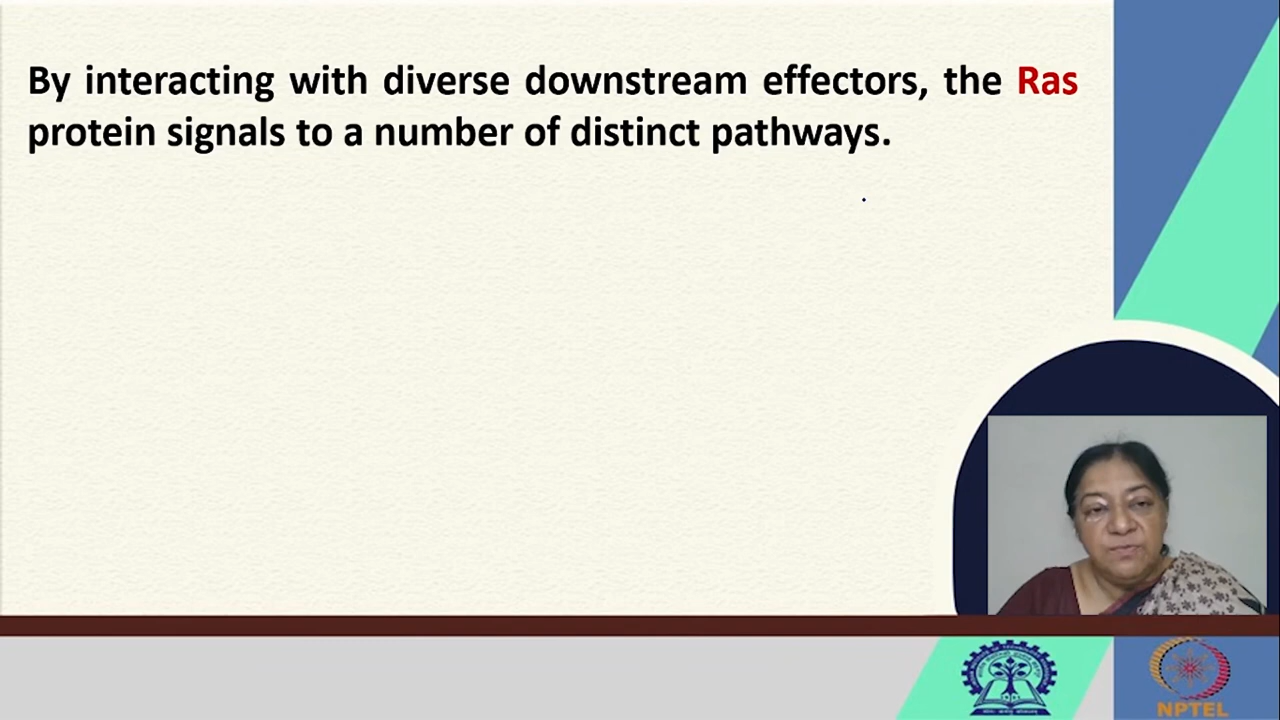 By interacting with diverse downstream effectors, the Ras
protein signals to a number of distinct pathways.
NPTEL